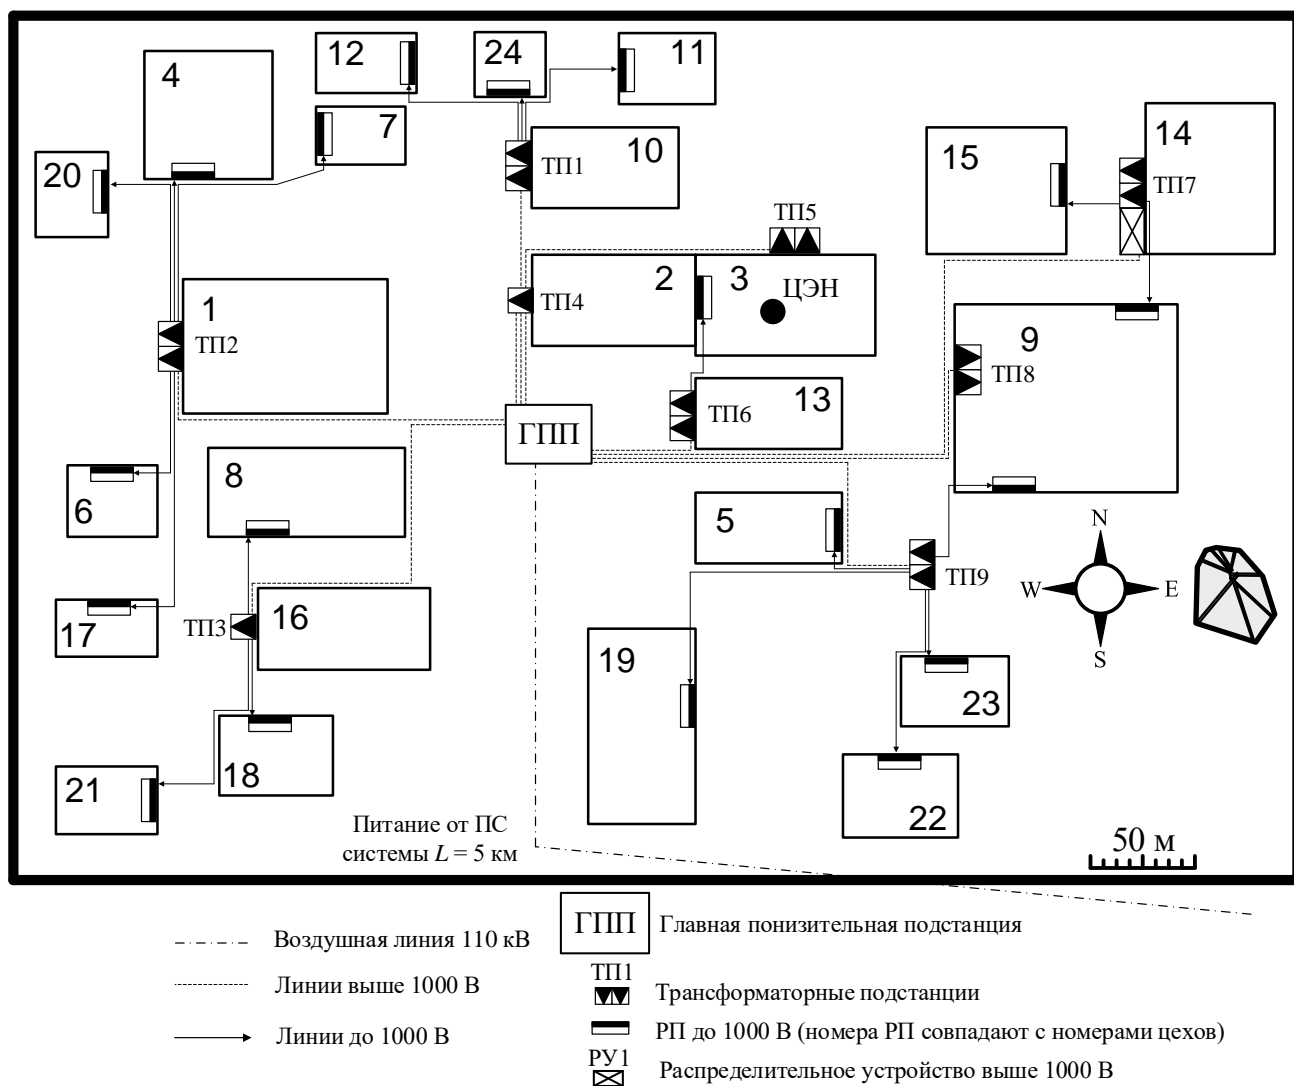 12
24
11
4
7
10
15
14
20
ТП1
ТП7
ТП5
2
3
ЦЭН
1
ТП4
9
ТП2
ТП8
ТП6
13
ГПП
8
6
5
N
ТП9
W
E
16
ТП3
17
19
S
23
18
21
22
Питание от ПС
системы L = 5 км
50 м
ГПП
Главная понизительная подстанция
Воздушная линия 110 кВ
ТП1
Линии выше 1000 В
Трансформаторные подстанции
Линии до 1000 В
РП до 1000 В (номера РП совпадают с номерами цехов)
РУ1
Распределительное устройство выше 1000 В